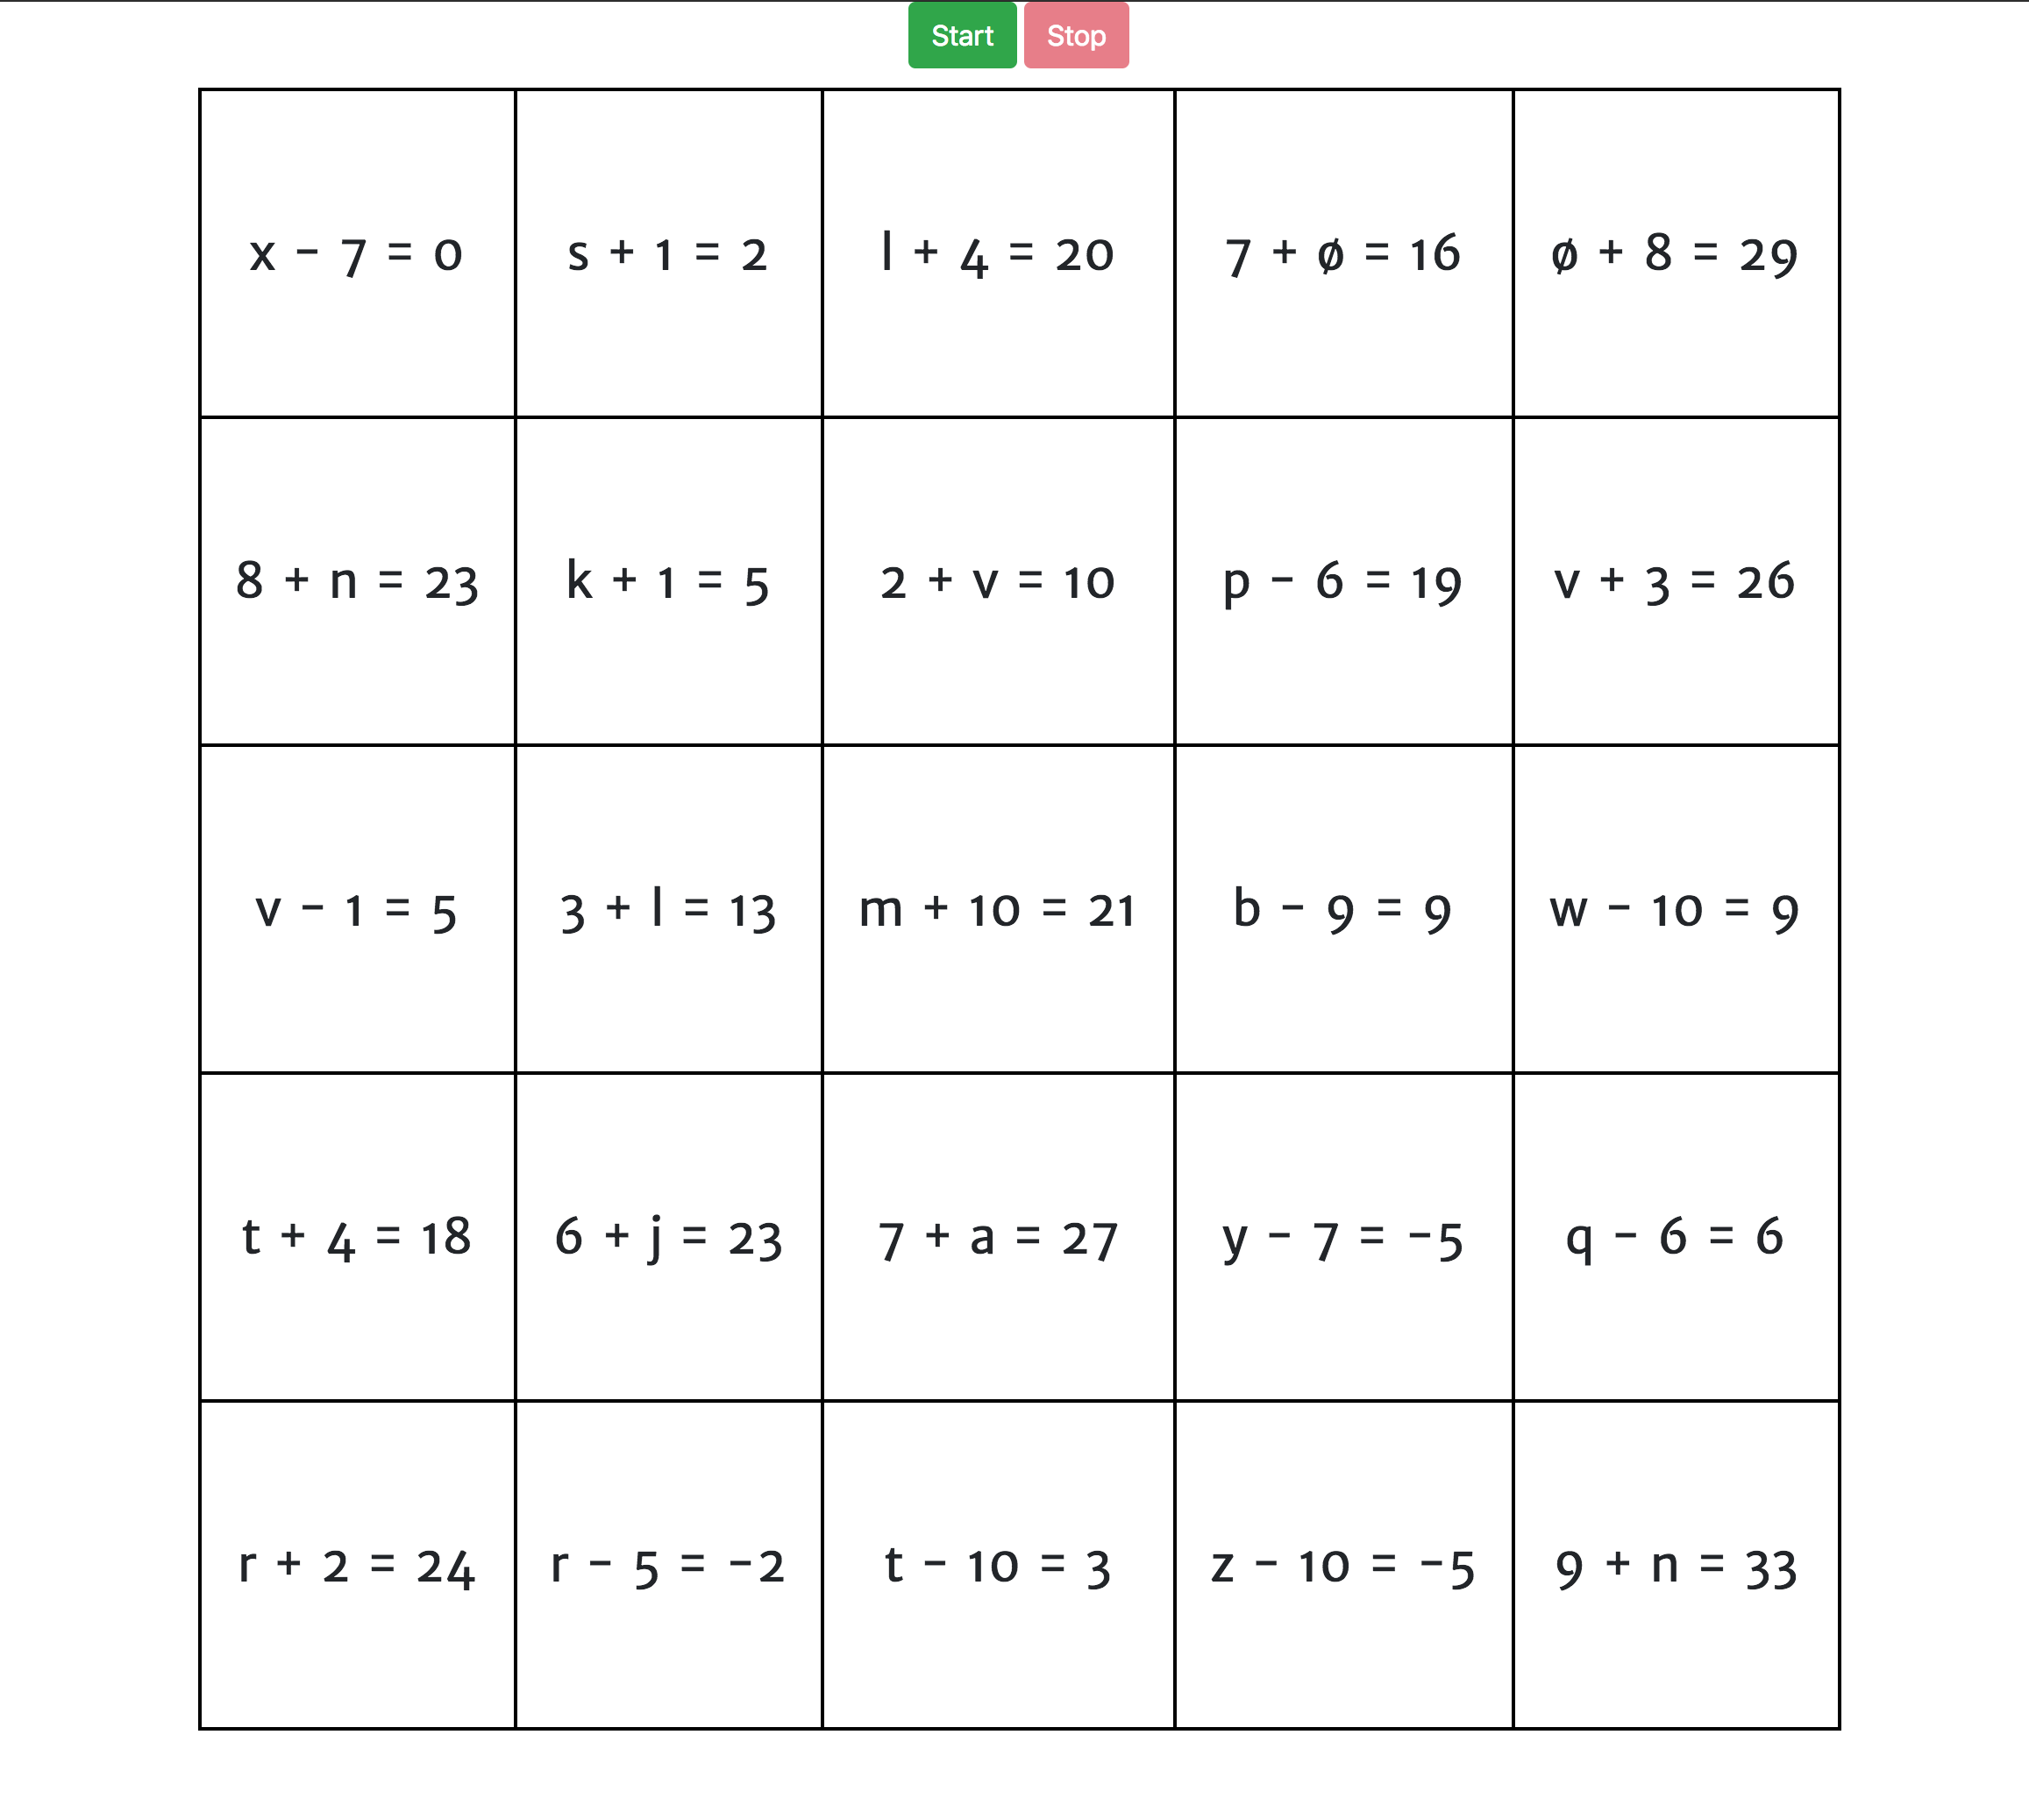 Start Stop
x − 7 = 0 s + 1 = 2 l + 4 = 20 7 + ø = 16 ø + 8 = 29
8 + n = 23 k + 1 = 5 2 + v = 10 p − 6 = 19 v + 3 = 26
v − 1 = 5 3 + l = 13 m + 10 = 21 b − 9 = 9 w − 10 = 9
t + 4 = 18 6 + j = 23 7 + a = 27 y − 7 = −5 q − 6 = 6
r + 2 = 24 r − 5 = −2 t − 10 = 3 z − 10 = −5 9 + n = 33